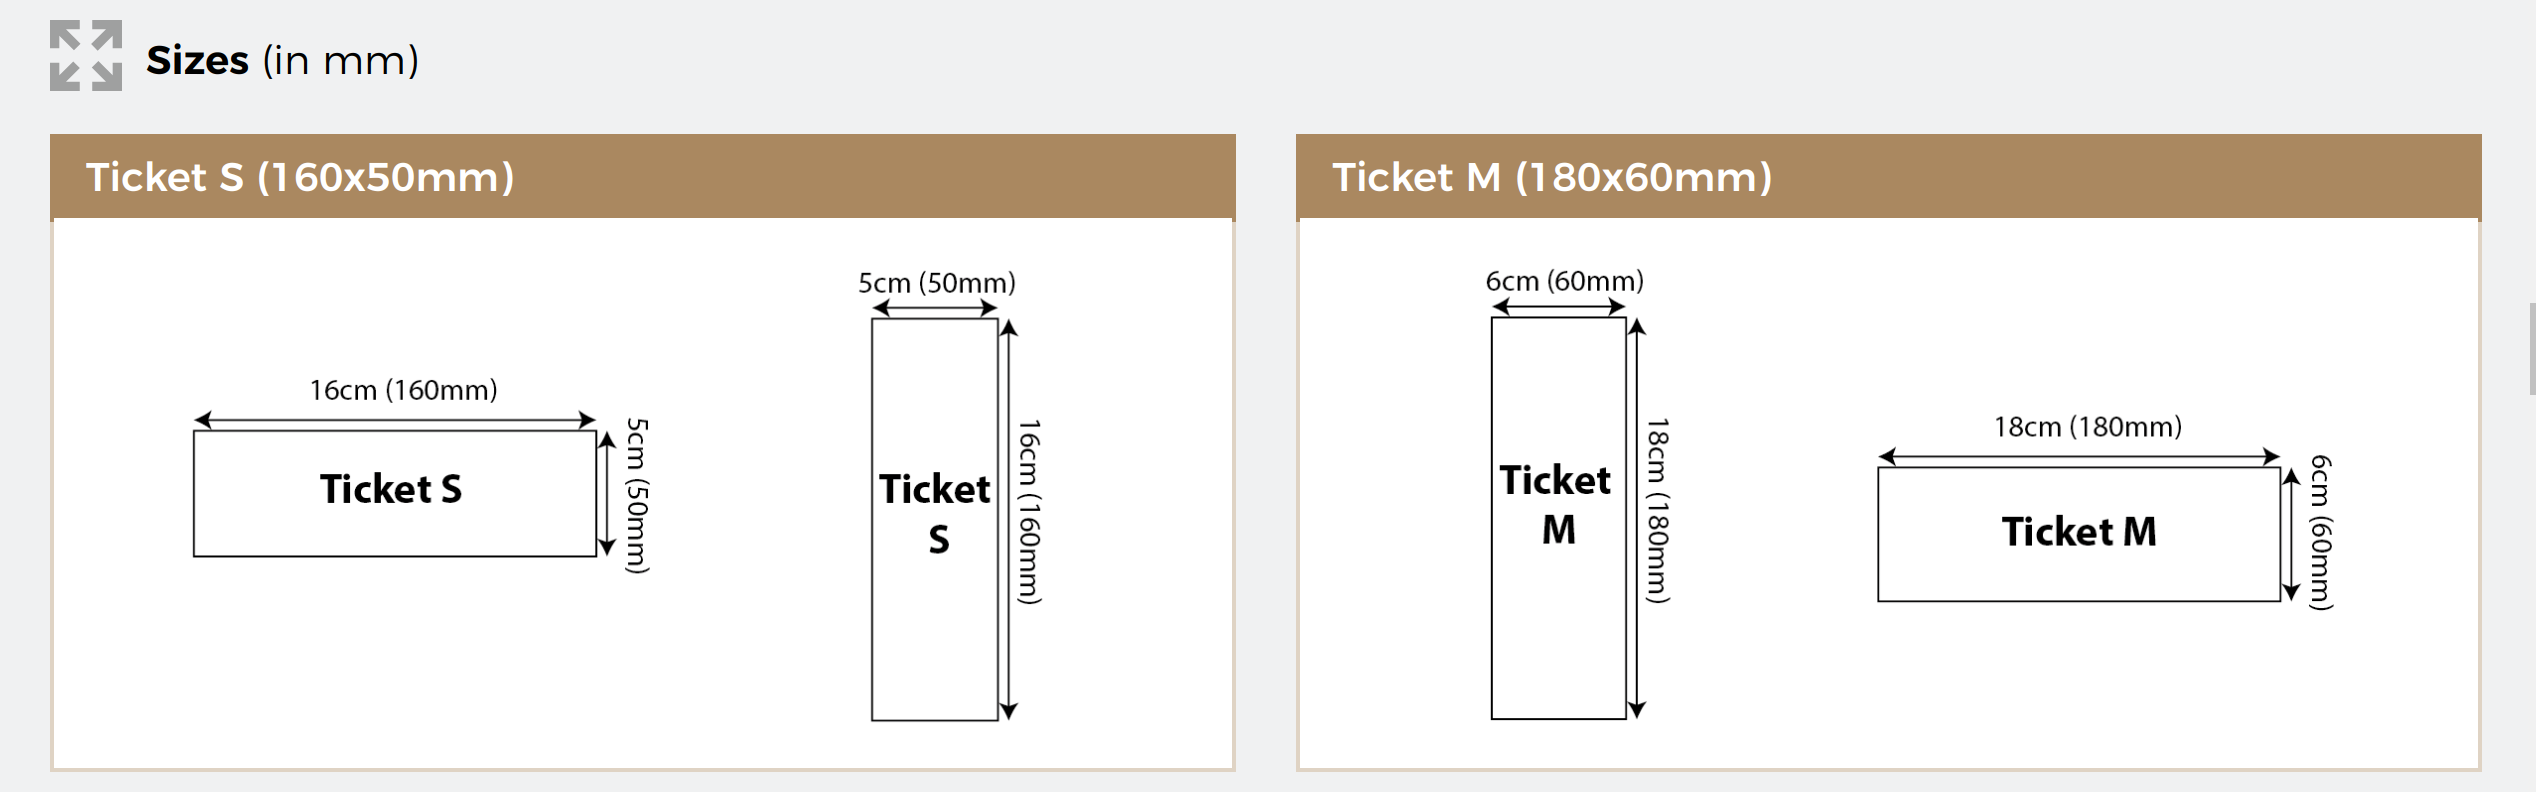 Sizes (in mm)
Ticket S (160x50mm)
16cm (160mm)
5cm (50mm)
Ticket S
5cm (50mm)
16cm (160mm)
Ticket
S
Ticket M (180x60mm)
6cm (60mm)
18cm (180mm)
Ticket
M
18cm (180mm)
6cm (60mm)
Ticket M